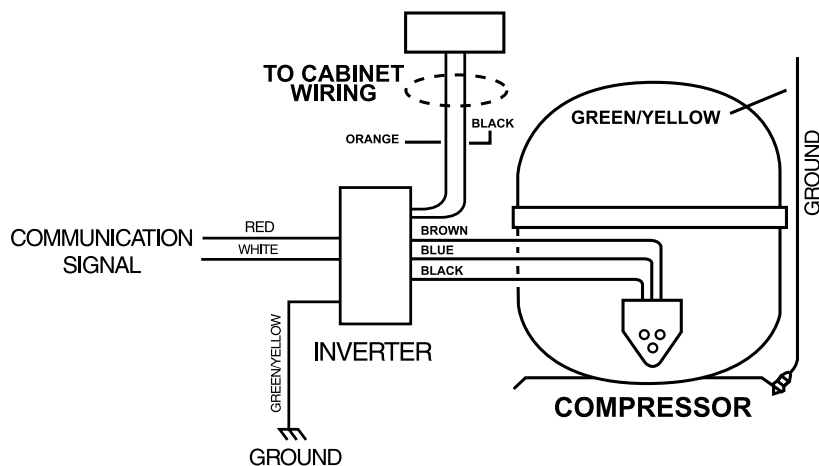 TO CABINET
WIRING
BLACK
ORANGE
GREEN/YELLOW
GROUND
RED
WHITE
COMMUNICATION
SIGNAL
BROWN
BLUE
BLACK
INVERTER
GREEN/YELLOW
GROUND
COMPRESSOR